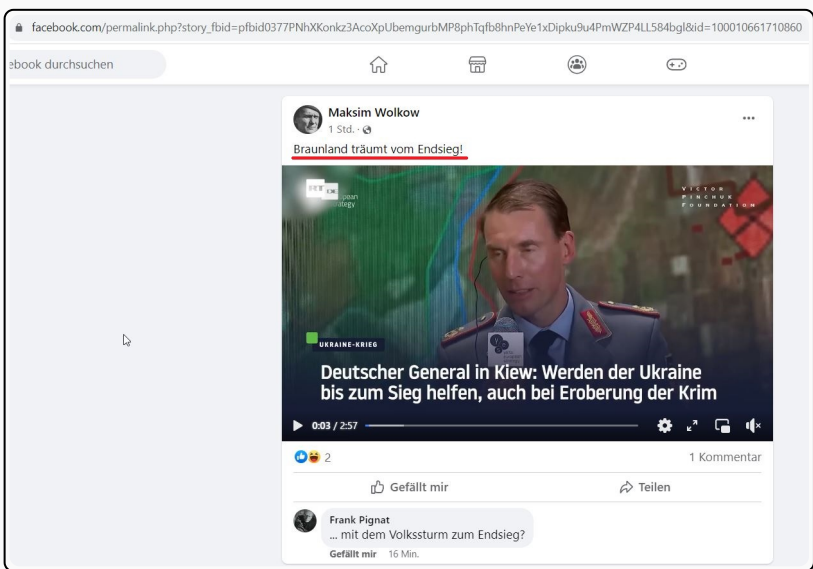 facebook.com/permalink.php?story_fbid=pfbid0377PNhXKonkz3AcoXpUbemgurbMP8phTqfb8hnPeYe1xDipku9u4PmWZP4LL584bgl&id=100010661710860
ebook durchsuchen
Maksim Wolkow
1 Std. ·
Braunland träumt vom Endsieg!
RT DE
VICTOR
PINCHUK
FOUNDATION
UKRAINE-KRIEG
Deutscher General in Kiew: Werden der Ukraine
bis zum Sieg helfen, auch bei Eroberung der Krim
0:03 / 2:57
2
1 Kommentar
Gefällt mir
Teilen
Frank Pignat
... mit dem Volkssturm zum Endsieg?
Gefällt mir 16 Min.